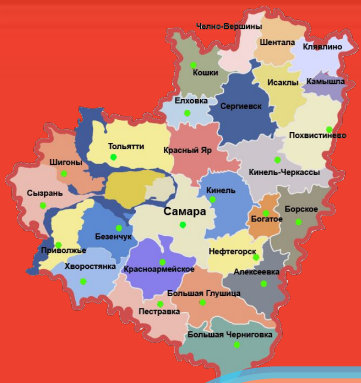 Челно-Вершины
Шентала
Клявлино
Кошки
Исаклы
Камышла
Елховка
Сергиевск
Похвистнево
Тольятти
Красный Яр
Шигоны
Кинель-Черкассы
Сызрань
Кинель
Самара
Богатое
Борское
Безенчук
Приволжье
Нефтегорск
Хворостянка
Красноармейское
Алексеевка
Большая Глушица
Пестравка
Большая Черниговка